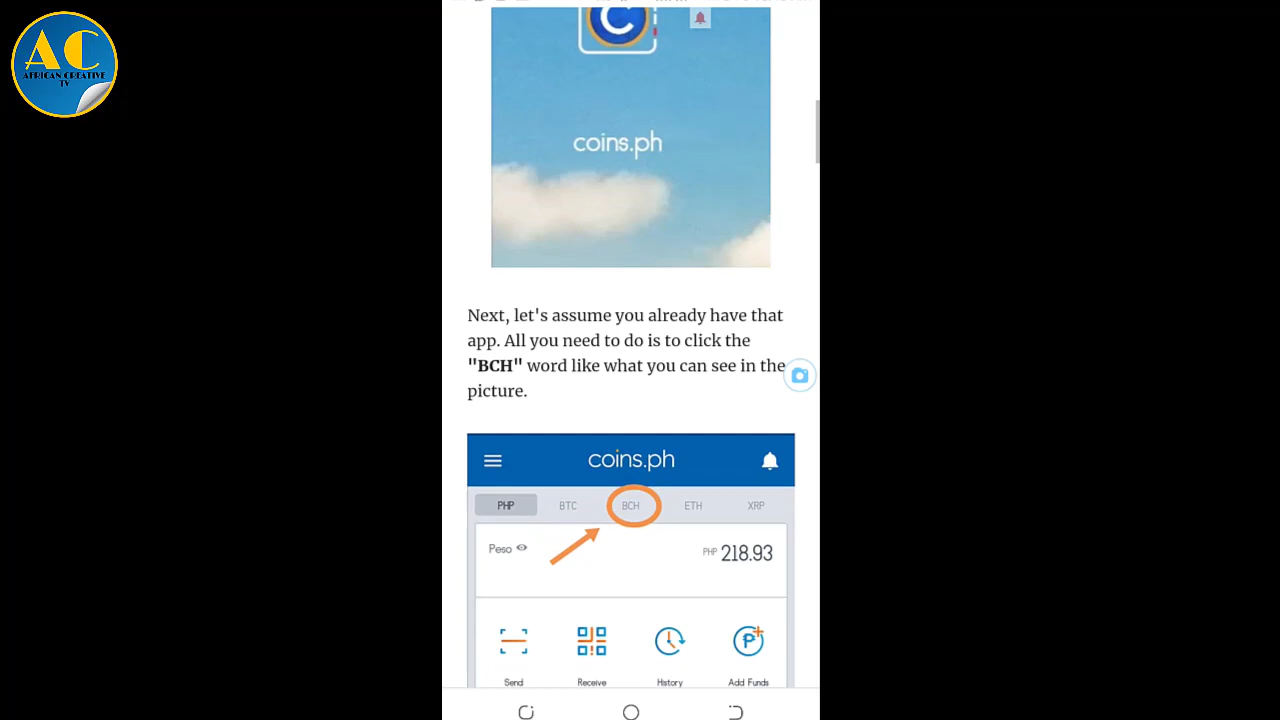 AC
AFRICAN CREATIVE
TV
C
coins.ph
Next, let's assume you already have that
app. All you need to do is to click the
"BCH" word like what you can see in the
picture.
coins.ph
PHP BTC BCH ETH XRP
Peso PHP 218.93
Send Receive History Add Funds